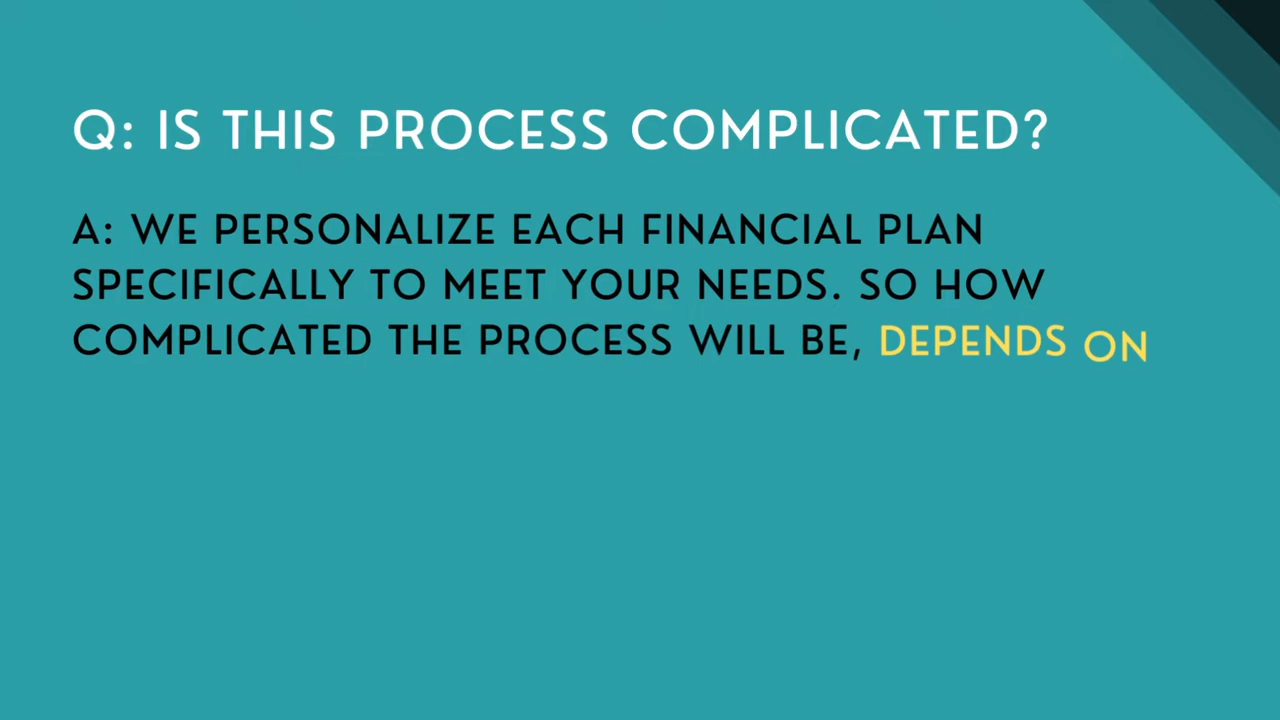 Q: IS THIS PROCESS COMPLICATED?
A: WE PERSONALIZE EACH FINANCIAL PLAN
SPECIFICALLY TO MEET YOUR NEEDS. SO HOW
COMPLICATED THE PROCESS WILL BE, DEPENDS ON